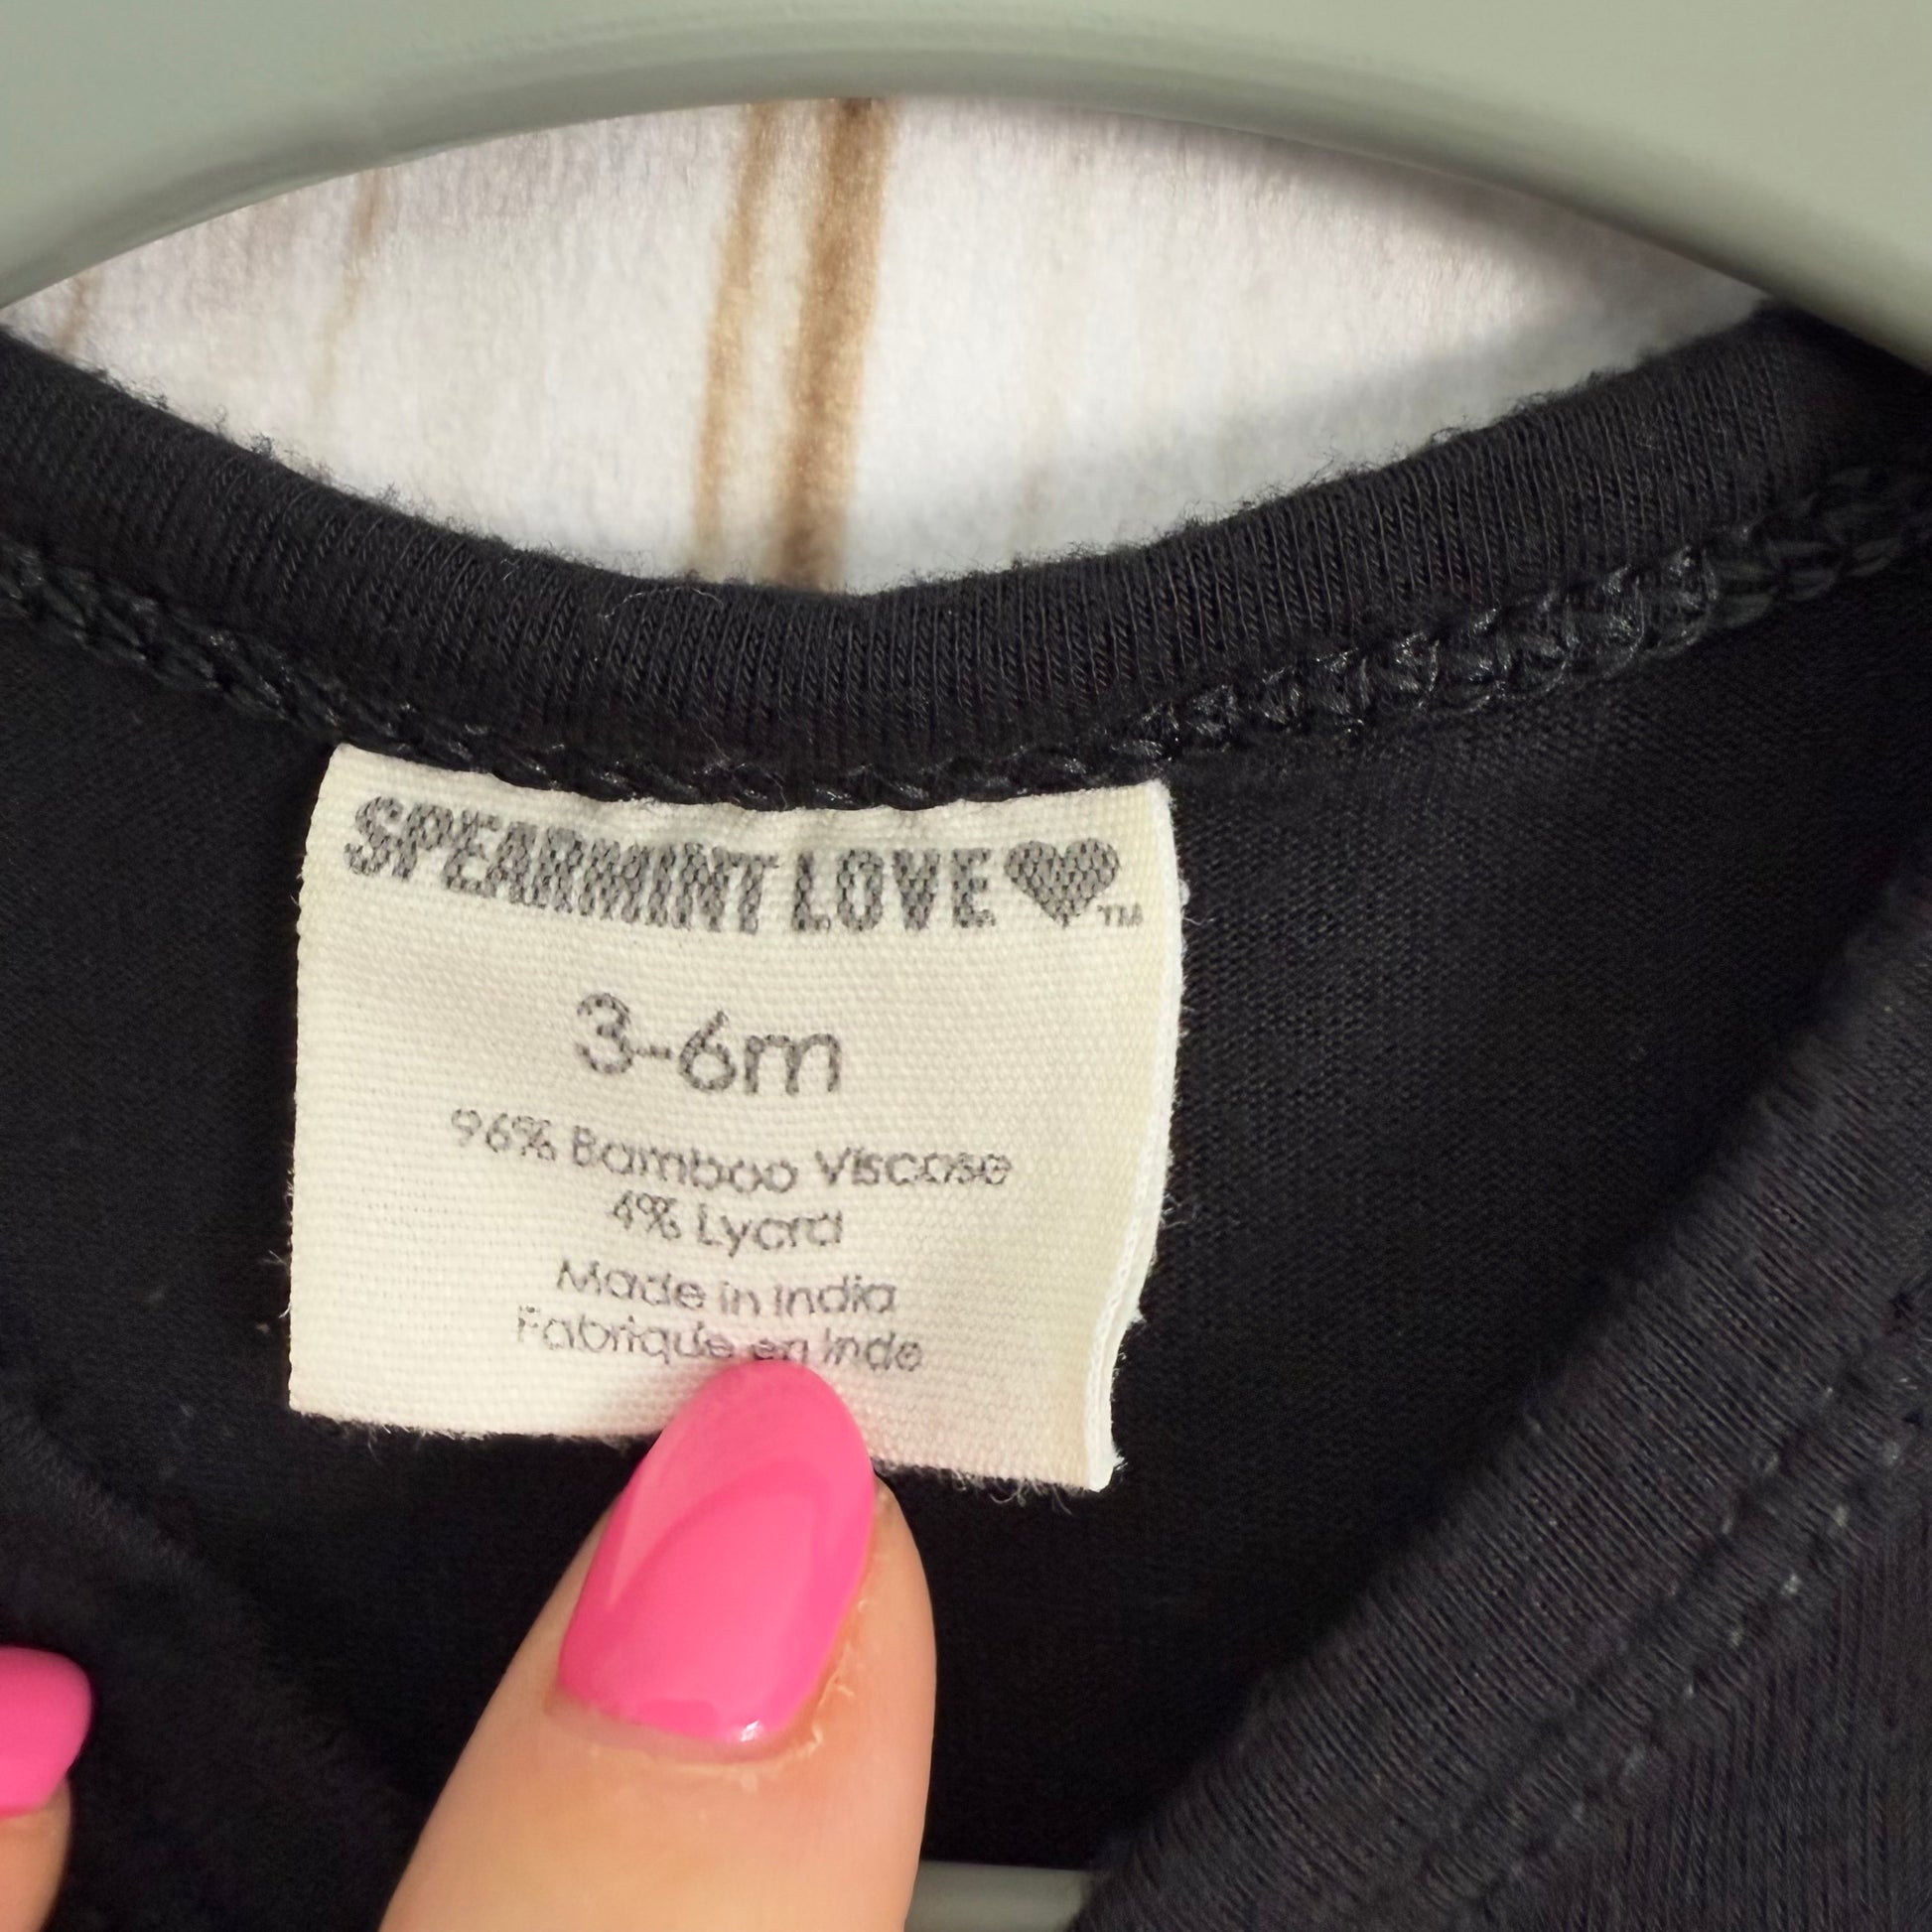 SPEARMINT LOVE♥™
3-6m
96% Bamboo Viscose
4% Lycra
Made in India
Fabriqué en Inde